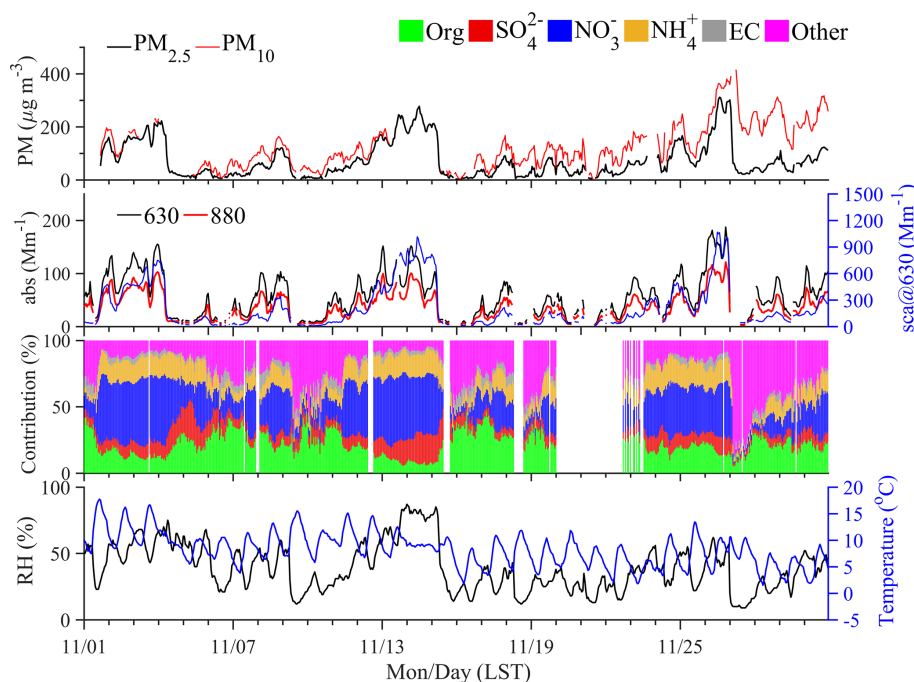 Org SO₄²⁻ NO₃⁻ NH₄⁺ EC Other
PM₂.₅ PM₁₀
PM (μg m⁻³)
400
200
0
630 880
abs (Mm⁻¹)
200
100
0
sca@630 (Mm⁻¹)
1500
1200
900
600
300
0
Contribution (%)
100
50
0
RH (%)
100
50
0
Temperature (°C)
20
15
10
5
0
-5
11/01 11/07 11/13 11/19 11/25
Mon/Day (LST)